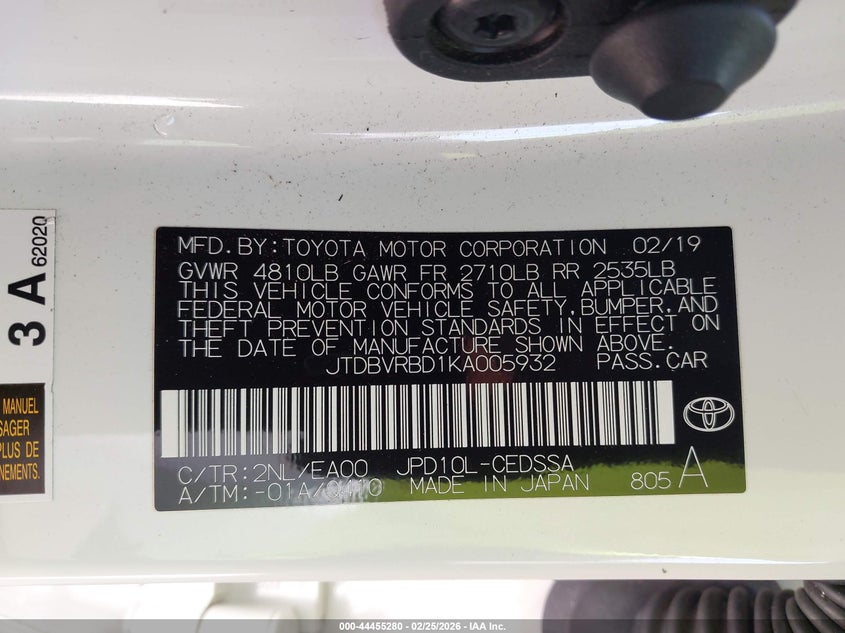 MFD.BY:TOYOTA MOTOR CORPORATION 02/19
GVWR 4810LB GAWR FR 2710LB RR 2535LB
THIS VEHICLE CONFORMS TO ALL APPLICABLE
FEDERAL MOTOR VEHICLE SAFETY,BUMPER,AND
THEFT PREVENTION STANDARDS IN EFFECT ON
THE DATE OF MANUFACTURE SHOWN ABOVE.
JTDBVRBD1KA005932 PASS.CAR
C/TR:2NL/EA00 JPD10L-CEDSSA
A/TM:-01A/ MADE IN JAPAN 805 A
3 A
62020
MANUEL
PLUS DE
000-44455280 - 02/25/2026 - IAA Inc.